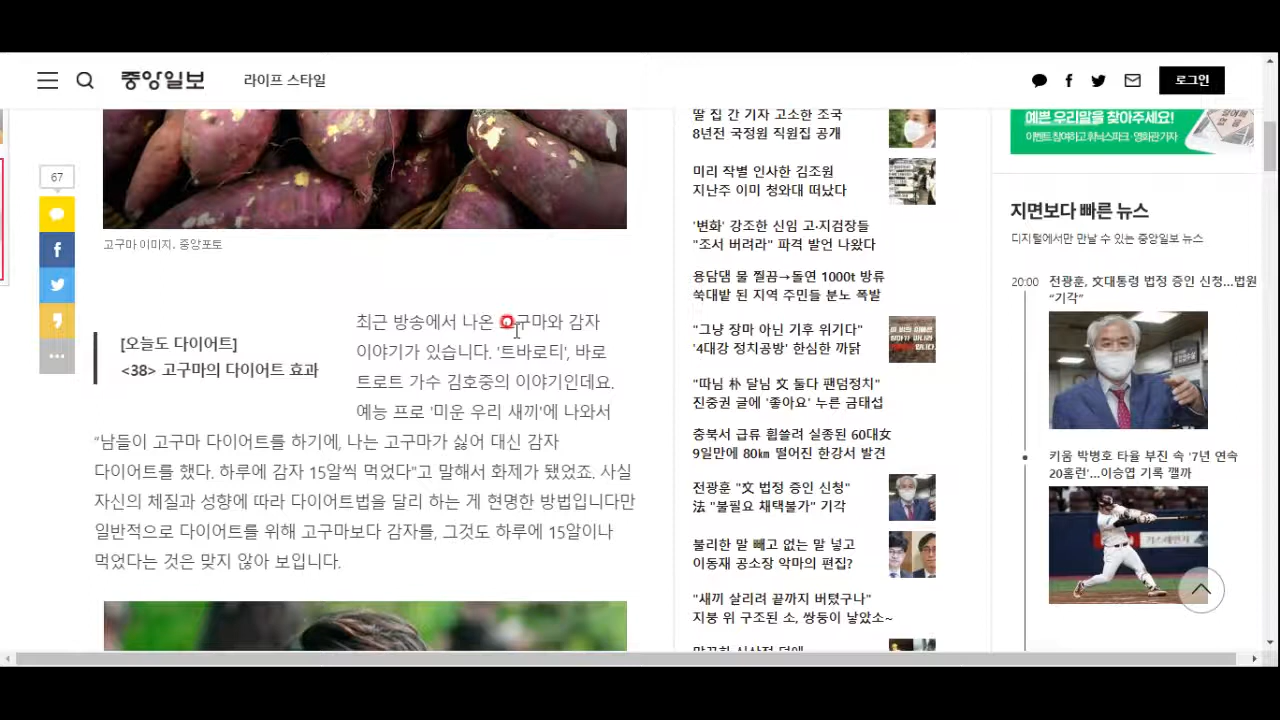 중앙일보
라이프 스타일
로그인
67
고구마 이미지. 중앙포토
[오늘도 다이어트]
<38> 고구마의 다이어트 효과
최근 방송에서 나온 고구마와 감자
이야기가 있습니다. '트바로티', 바로
트로트 가수 김호중의 이야기인데요.
예능 프로 '미운 우리 새끼'에 나와서
“남들이 고구마 다이어트를 하기에, 나는 고구마가 싫어 대신 감자
다이어트를 했다. 하루에 감자 15알씩 먹었다"고 말해서 화제가 됐었죠. 사실
자신의 체질과 성향에 따라 다이어트법을 달리 하는 게 현명한 방법입니다만
일반적으로 다이어트를 위해 고구마보다 감자를, 그것도 하루에 15알이나
먹었다는 것은 맞지 않아 보입니다.
딸 집 간 기자 고소한 조국
8년전 국정원 직원집 공개
미리 작별 인사한 김조원
지난주 이미 청와대 떠났다
'변화' 강조한 신임 고·지검장들
"조서 버려라" 파격 발언 나왔다
용담댐 물 찔끔→돌연 1000t 방류
쑥대밭 된 지역 주민들 분노 폭발
"그냥 장마 아닌 기후 위기다"
'4대강 정치공방' 한심한 까닭
"따님 朴 달님 文 둘다 팬덤정치"
진중권 글에 '좋아요' 누른 금태섭
충북서 급류 휩쓸려 실종된 60대女
9일만에 80㎞ 떨어진 한강서 발견
전광훈 "文 법정 증인 신청"
法 "불필요 채택불가" 기각
불리한 말 빼고 없는 말 넣고
이동재 공소장 악마의 편집?
"새끼 살리려 끝까지 버텼구나"
지붕 위 구조된 소, 쌍둥이 낳았소~
예쁜 우리말을 찾아주세요!
이벤트 참여하고 휘닉스파크·영화관 가자
지면보다 빠른 뉴스
디지털에서만 만날 수 있는 중앙일보 뉴스
20:00
전광훈, 文대통령 법정 증인 신청…법원
“기각”
키움 박병호 타율 부진 속 '7년 연속
20홈런'…이승엽 기록 깰까